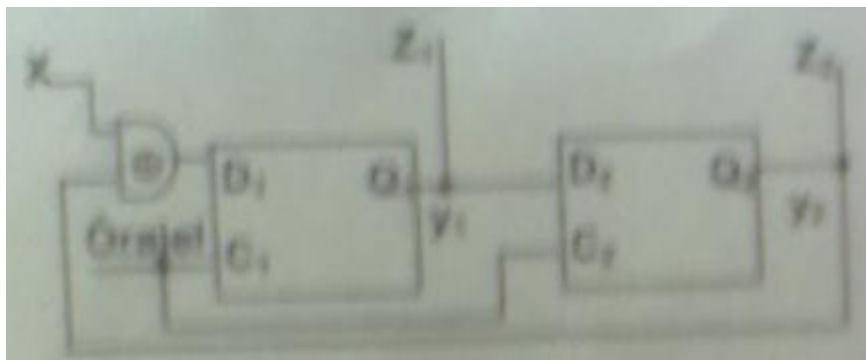 X
Z₁
Z₂
⊕
D₁
Q₁
D₂
Q₂
y₁
y₂
Órajel
C₁
C₂